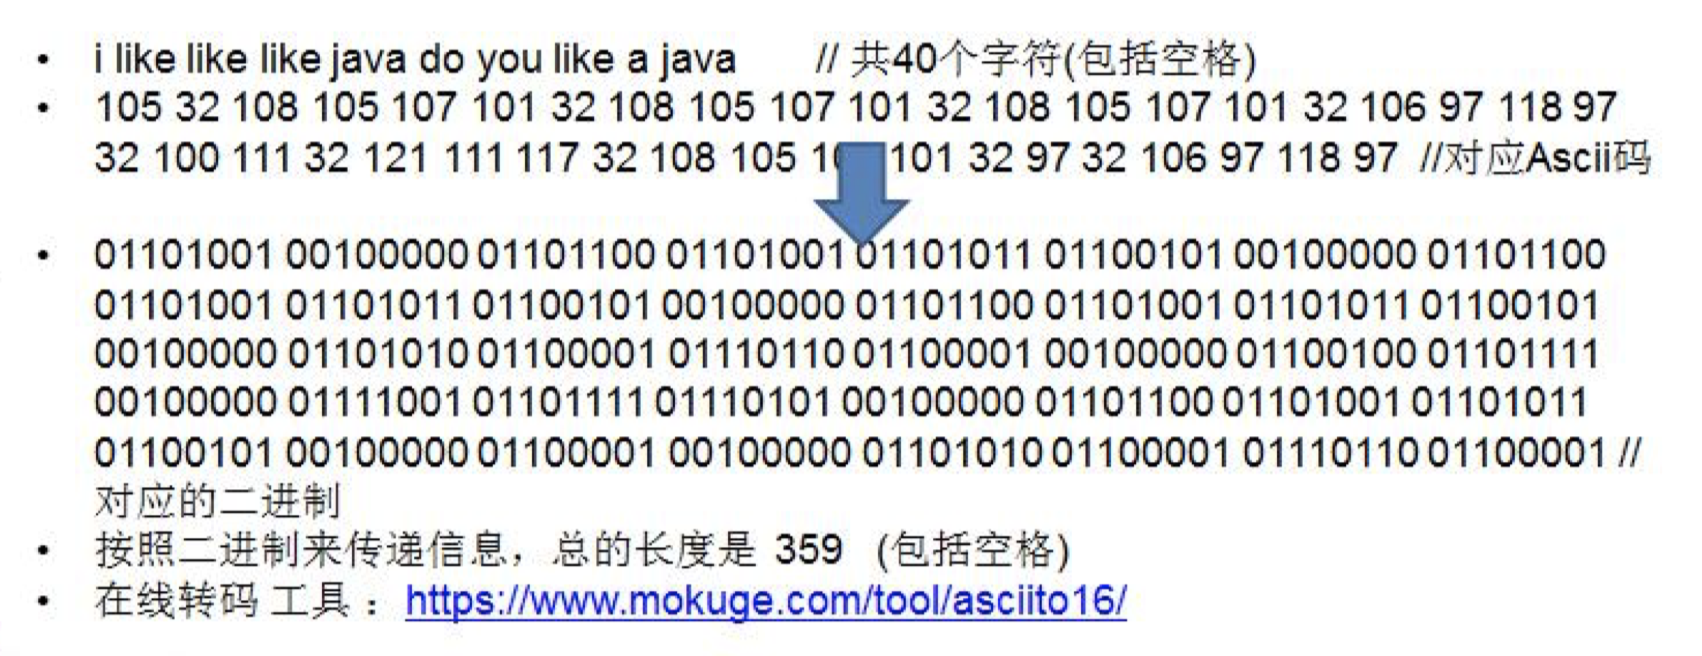 • i like like like java do you like a java // 共40个字符(包括空格)
• 105 32 108 105 107 101 32 108 105 107 101 32 108 105 107 101 32 106 97 118 97
32 100 111 32 121 111 117 32 108 105 101 32 97 32 106 97 118 97 //对应Ascii码
• 01101001 00100000 01101100 01101001 01101011 01100101 00100000 01101100
01101001 01101011 01100101 00100000 01101100 01101001 01101011 01100101
00100000 01101010 01100001 01110110 01100001 00100000 01100100 01101111
00100000 01111001 01101111 01110101 00100000 01101100 01101001 01101011
01100101 00100000 01100001 00100000 01101010 01100001 01110110 01100001 //
对应的二进制
• 按照二进制来传递信息，总的长度是 359 (包括空格)
• 在线转码 工具 ： https://www.mokuge.com/tool/asciito16/